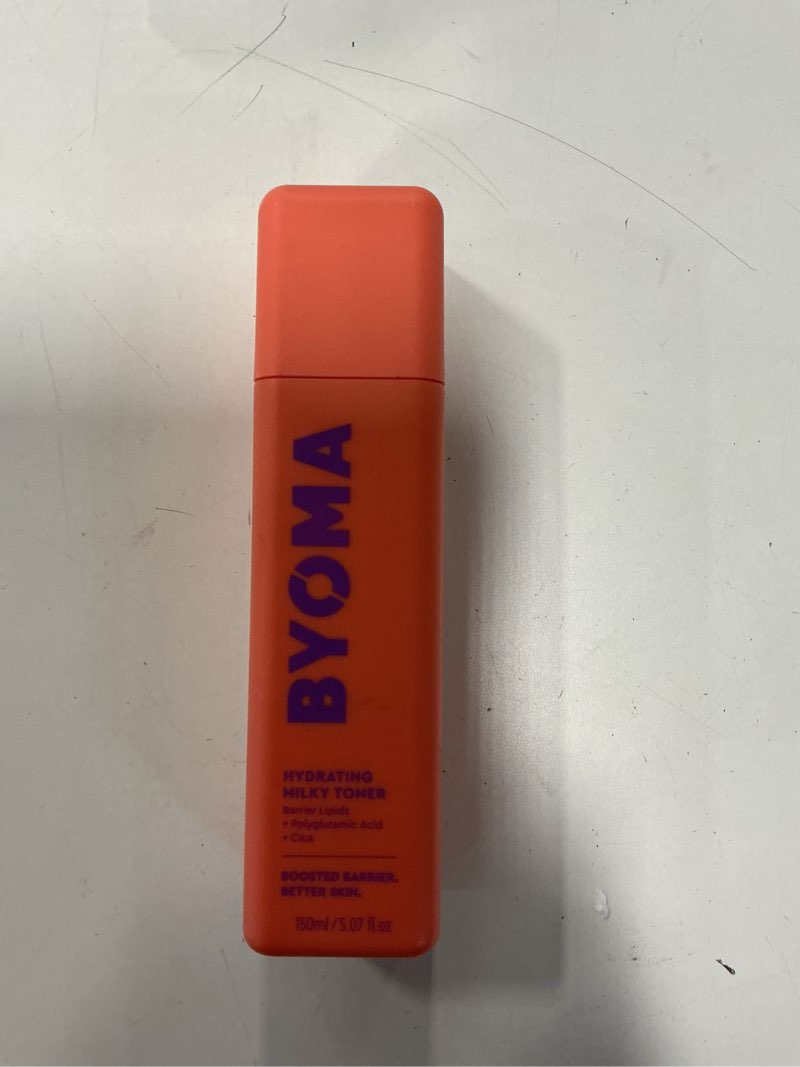 BYOMA
HYDRATING
MILKY TONER
Barrier Lipids
+ Polyglutamic Acid
+ Cica
BOOSTED BARRIER.
BETTER SKIN.
150ml / 5.07 fl.oz